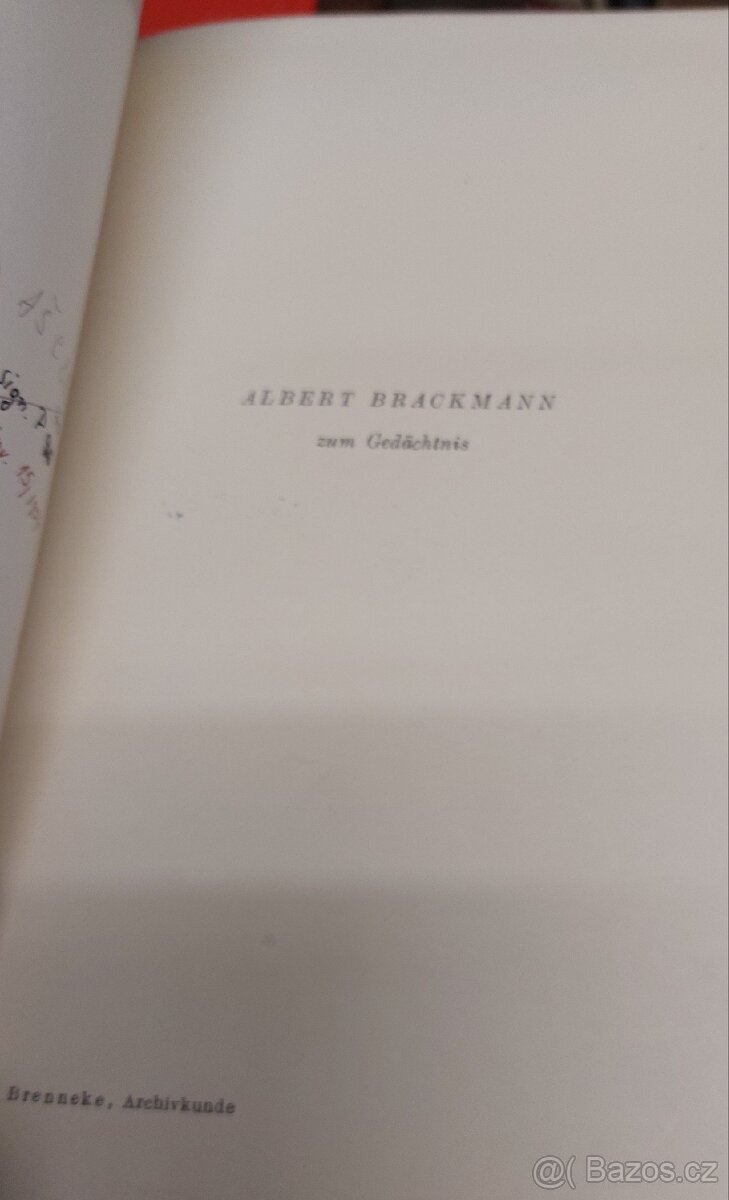 ALBERT BRACKMANN
zum Gedächtnis
Brenneke, Archivkunde
@( Bazos.cz